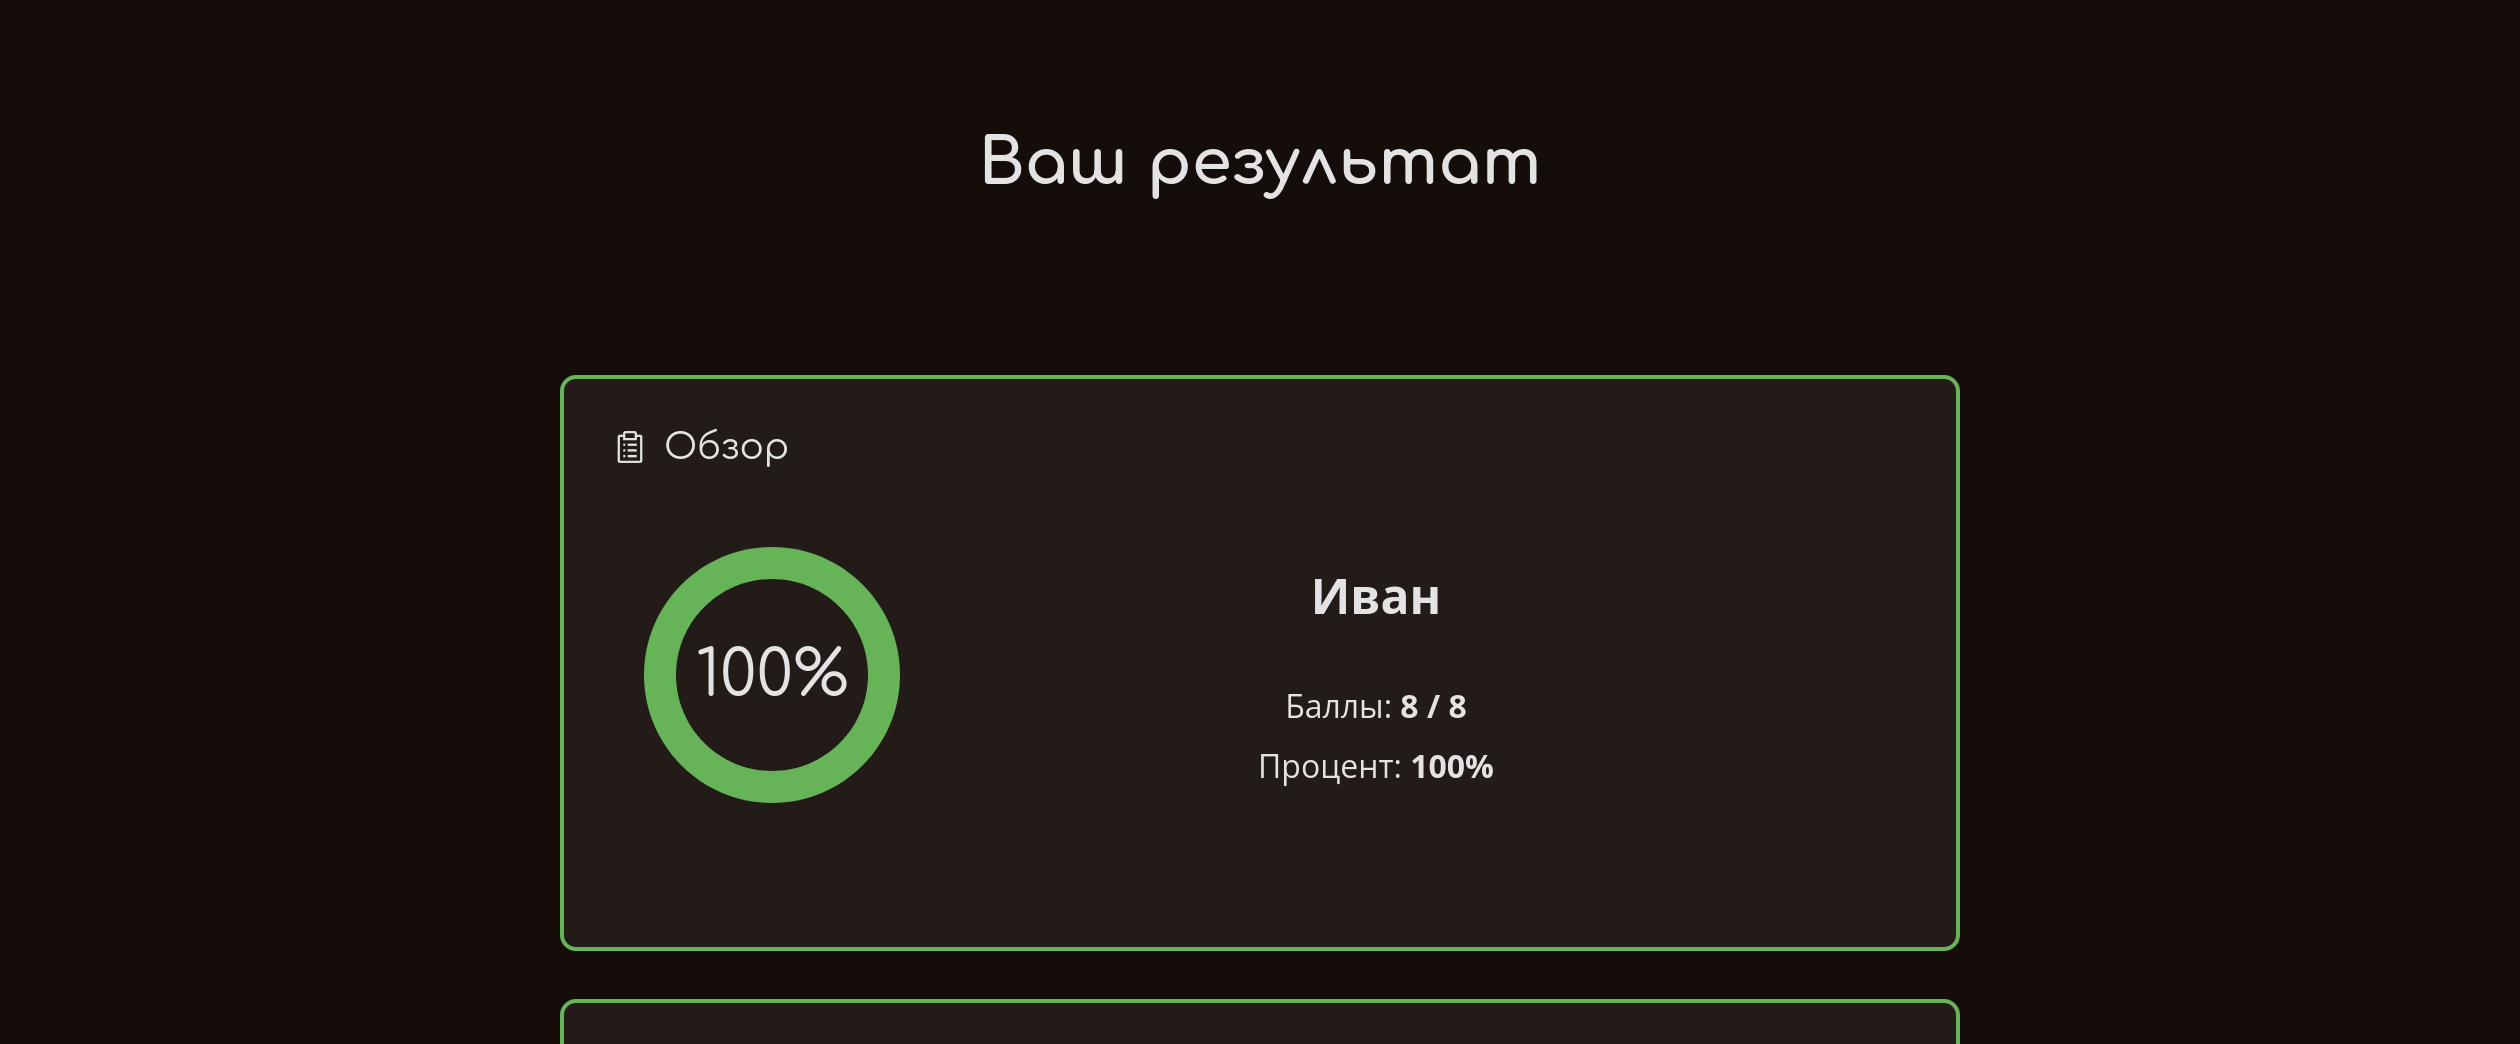 Ваш результат
Обзор
100%
Иван
Баллы: 8 / 8
Процент: 100%